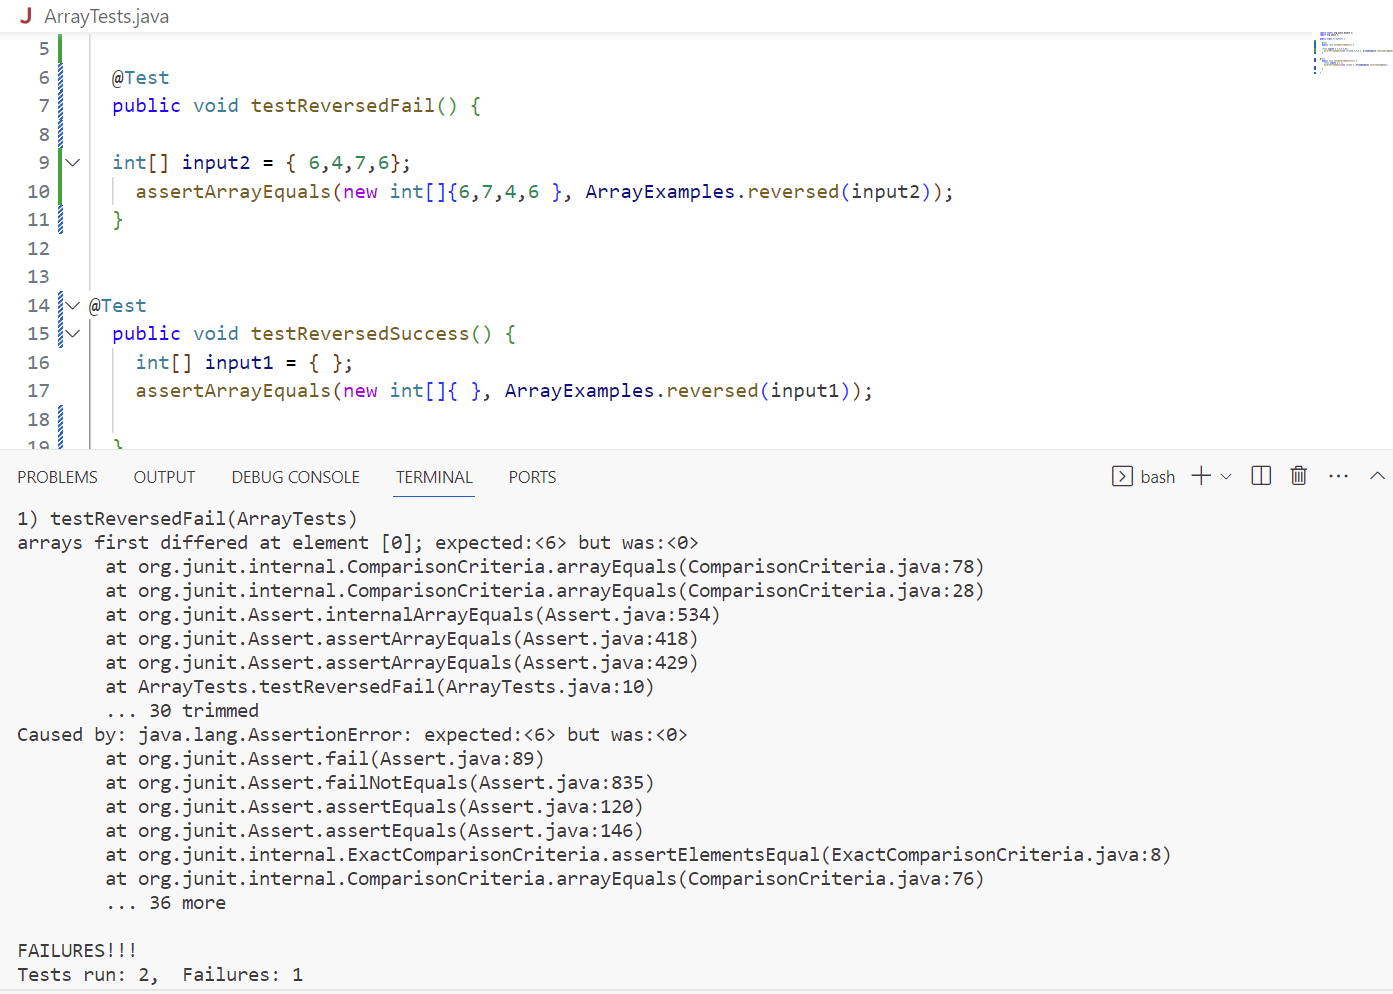 J ArrayTests.java
5
6 @Test
7 public void testReversedFail() {
8
9 int[] input2 = { 6,4,7,6};
10 assertArrayEquals(new int[]{6,7,4,6 }, ArrayExamples.reversed(input2));
11 }
12
13
14 @Test
15 public void testReversedSuccess() {
16 int[] input1 = { };
17 assertArrayEquals(new int[]{ }, ArrayExamples.reversed(input1));
18
19 }
PROBLEMS OUTPUT DEBUG CONSOLE TERMINAL PORTS bash
1) testReversedFail(ArrayTests)
arrays first differed at element [0]; expected:<6> but was:<0>
at org.junit.internal.ComparisonCriteria.arrayEquals(ComparisonCriteria.java:78)
at org.junit.internal.ComparisonCriteria.arrayEquals(ComparisonCriteria.java:28)
at org.junit.Assert.internalArrayEquals(Assert.java:534)
at org.junit.Assert.assertArrayEquals(Assert.java:418)
at org.junit.Assert.assertArrayEquals(Assert.java:429)
at ArrayTests.testReversedFail(ArrayTests.java:10)
... 30 trimmed
Caused by: java.lang.AssertionError: expected:<6> but was:<0>
at org.junit.Assert.fail(Assert.java:89)
at org.junit.Assert.failNotEquals(Assert.java:835)
at org.junit.Assert.assertEquals(Assert.java:120)
at org.junit.Assert.assertEquals(Assert.java:146)
at org.junit.internal.ExactComparisonCriteria.assertElementsEqual(ExactComparisonCriteria.java:8)
at org.junit.internal.ComparisonCriteria.arrayEquals(ComparisonCriteria.java:76)
... 36 more
FAILURES!!!
Tests run: 2,  Failures: 1